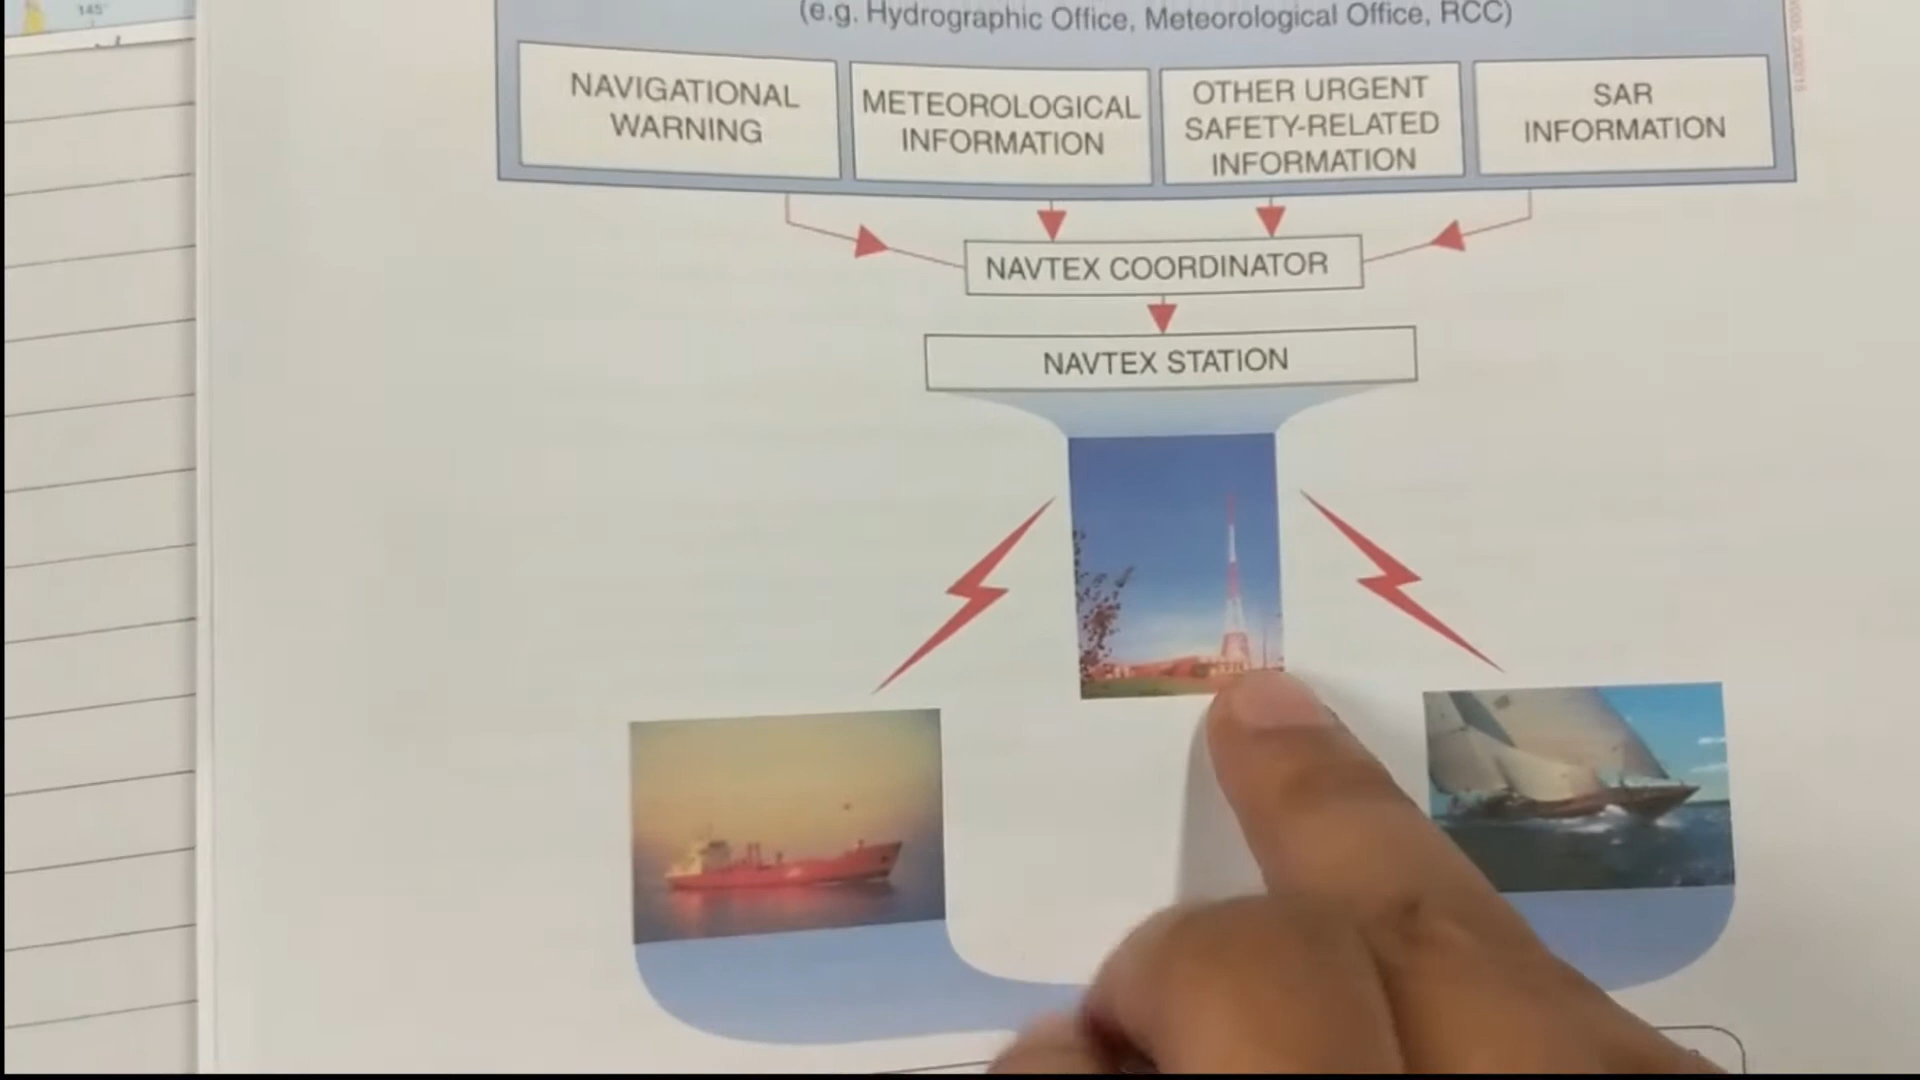 145°
(e.g. Hydrographic Office, Meteorological Office, RCC)
NAVIGATIONAL
WARNING
METEOROLOGICAL
INFORMATION
OTHER URGENT
SAFETY-RELATED
INFORMATION
SAR
INFORMATION
NAVTEX COORDINATOR
NAVTEX STATION